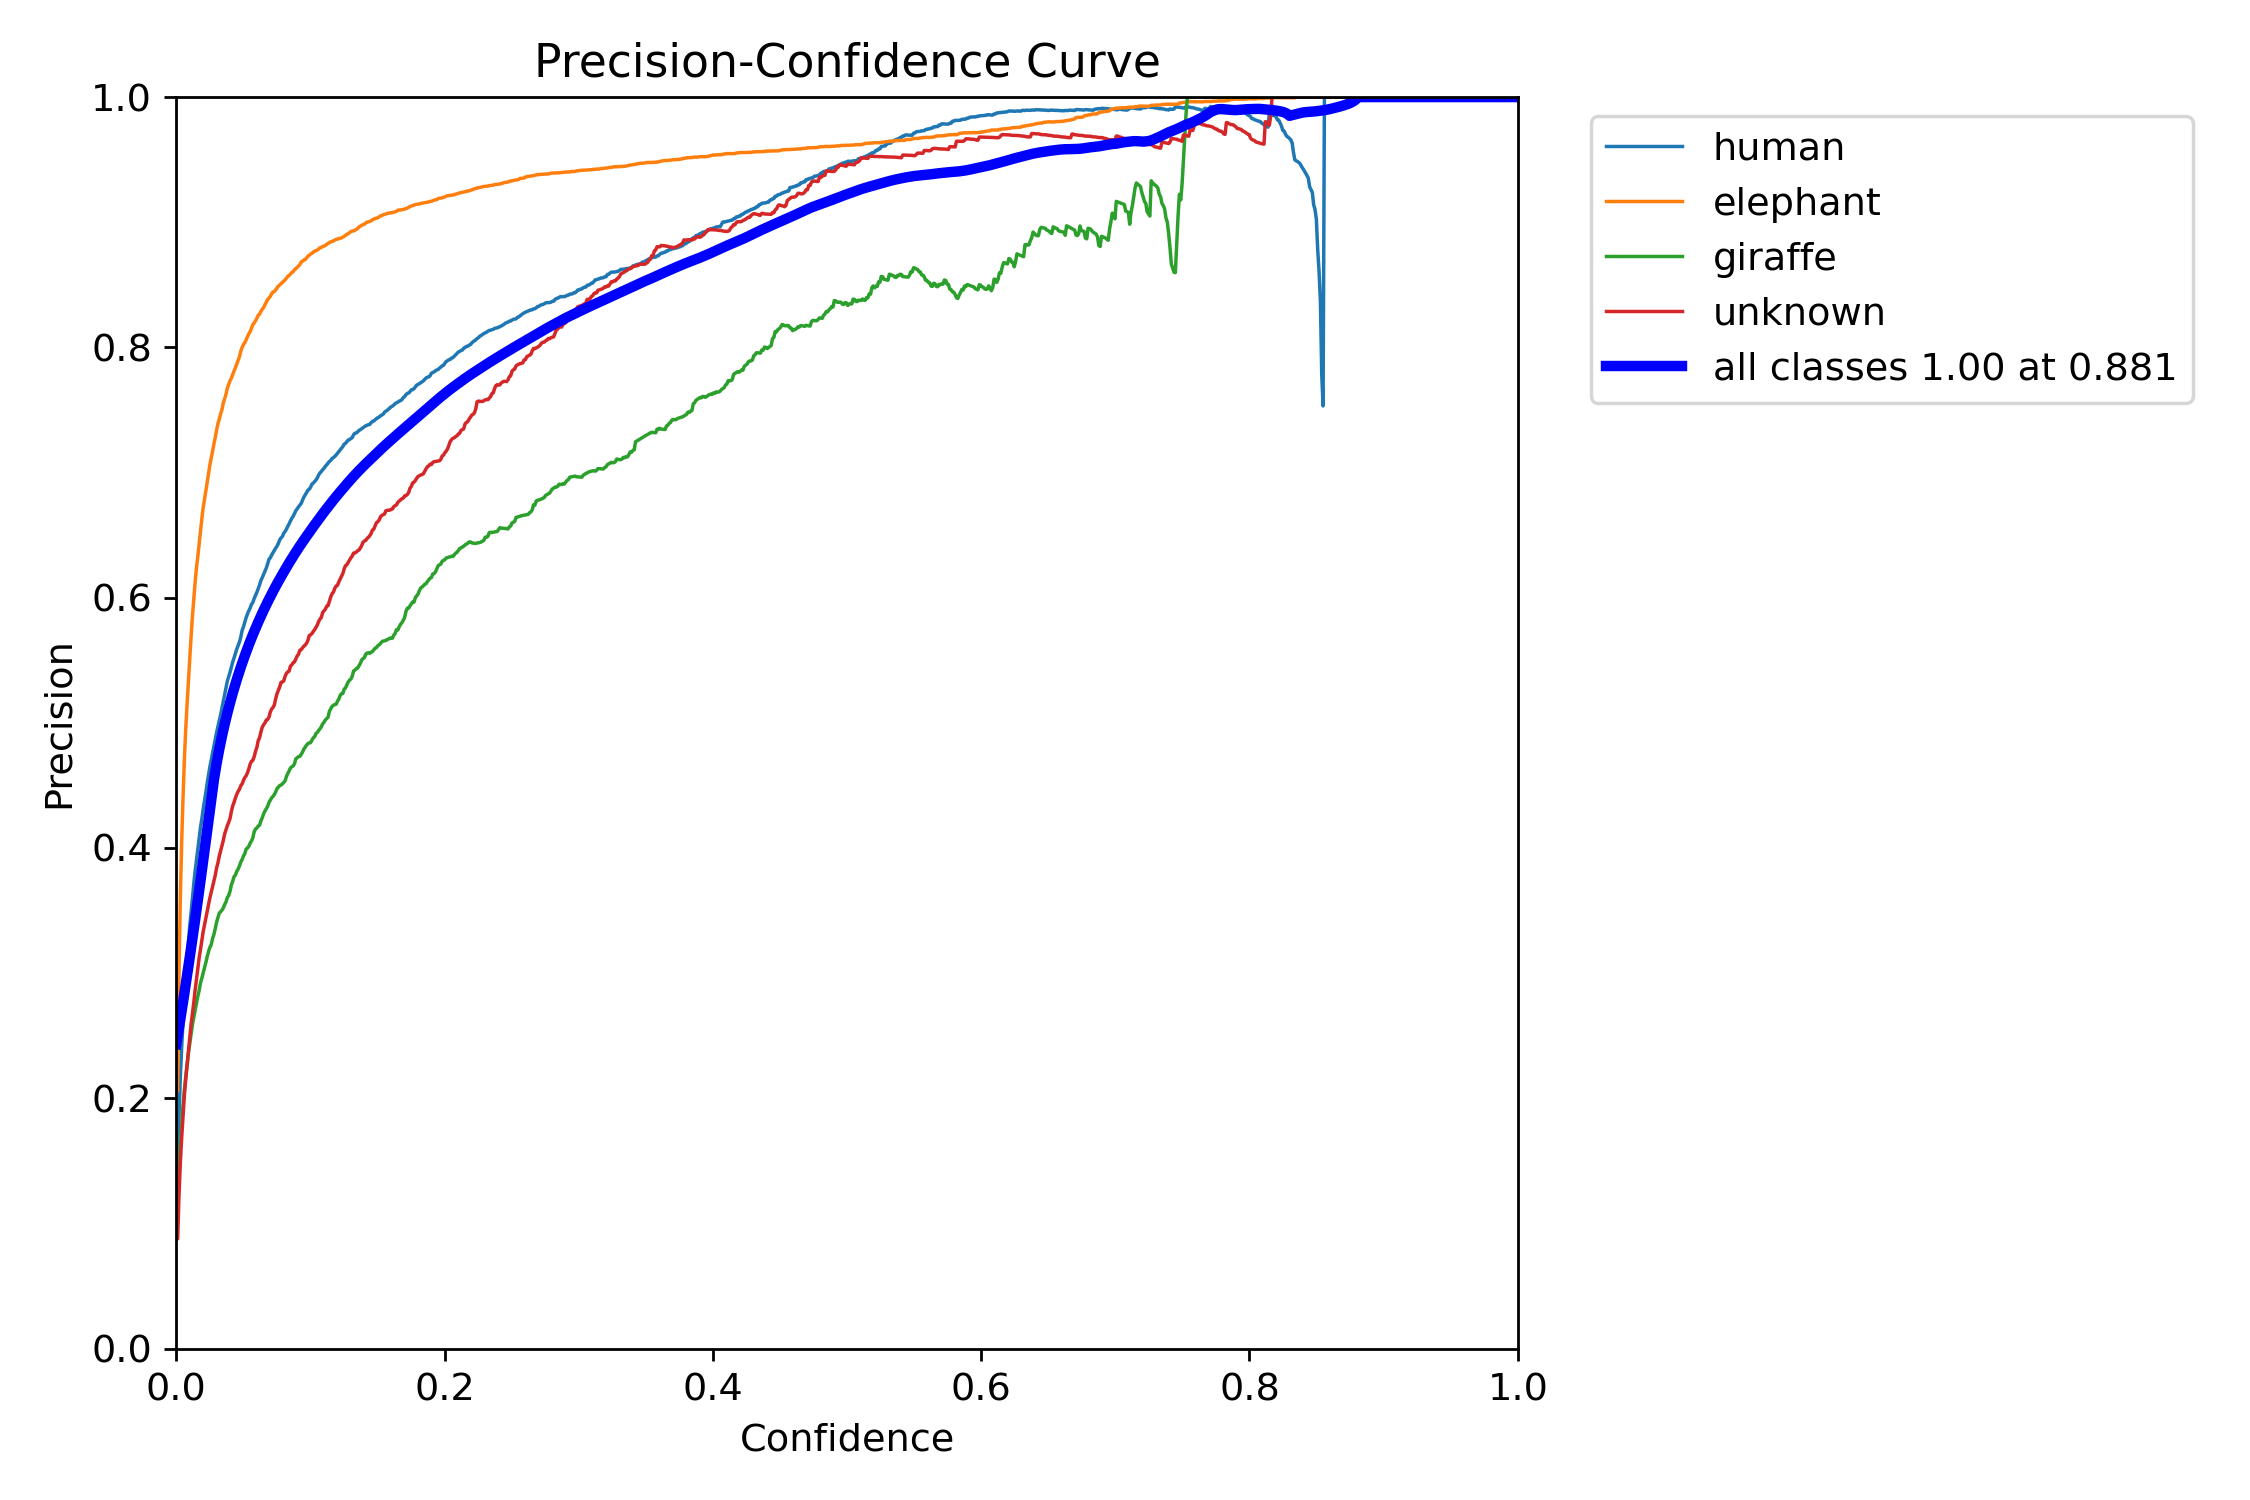 Precision-Confidence Curve
1.0
0.8
0.6
0.4
0.2
0.0
Precision
0.0 0.2 0.4 0.6 0.8 1.0
Confidence
human
elephant
giraffe
unknown
all classes 1.00 at 0.881